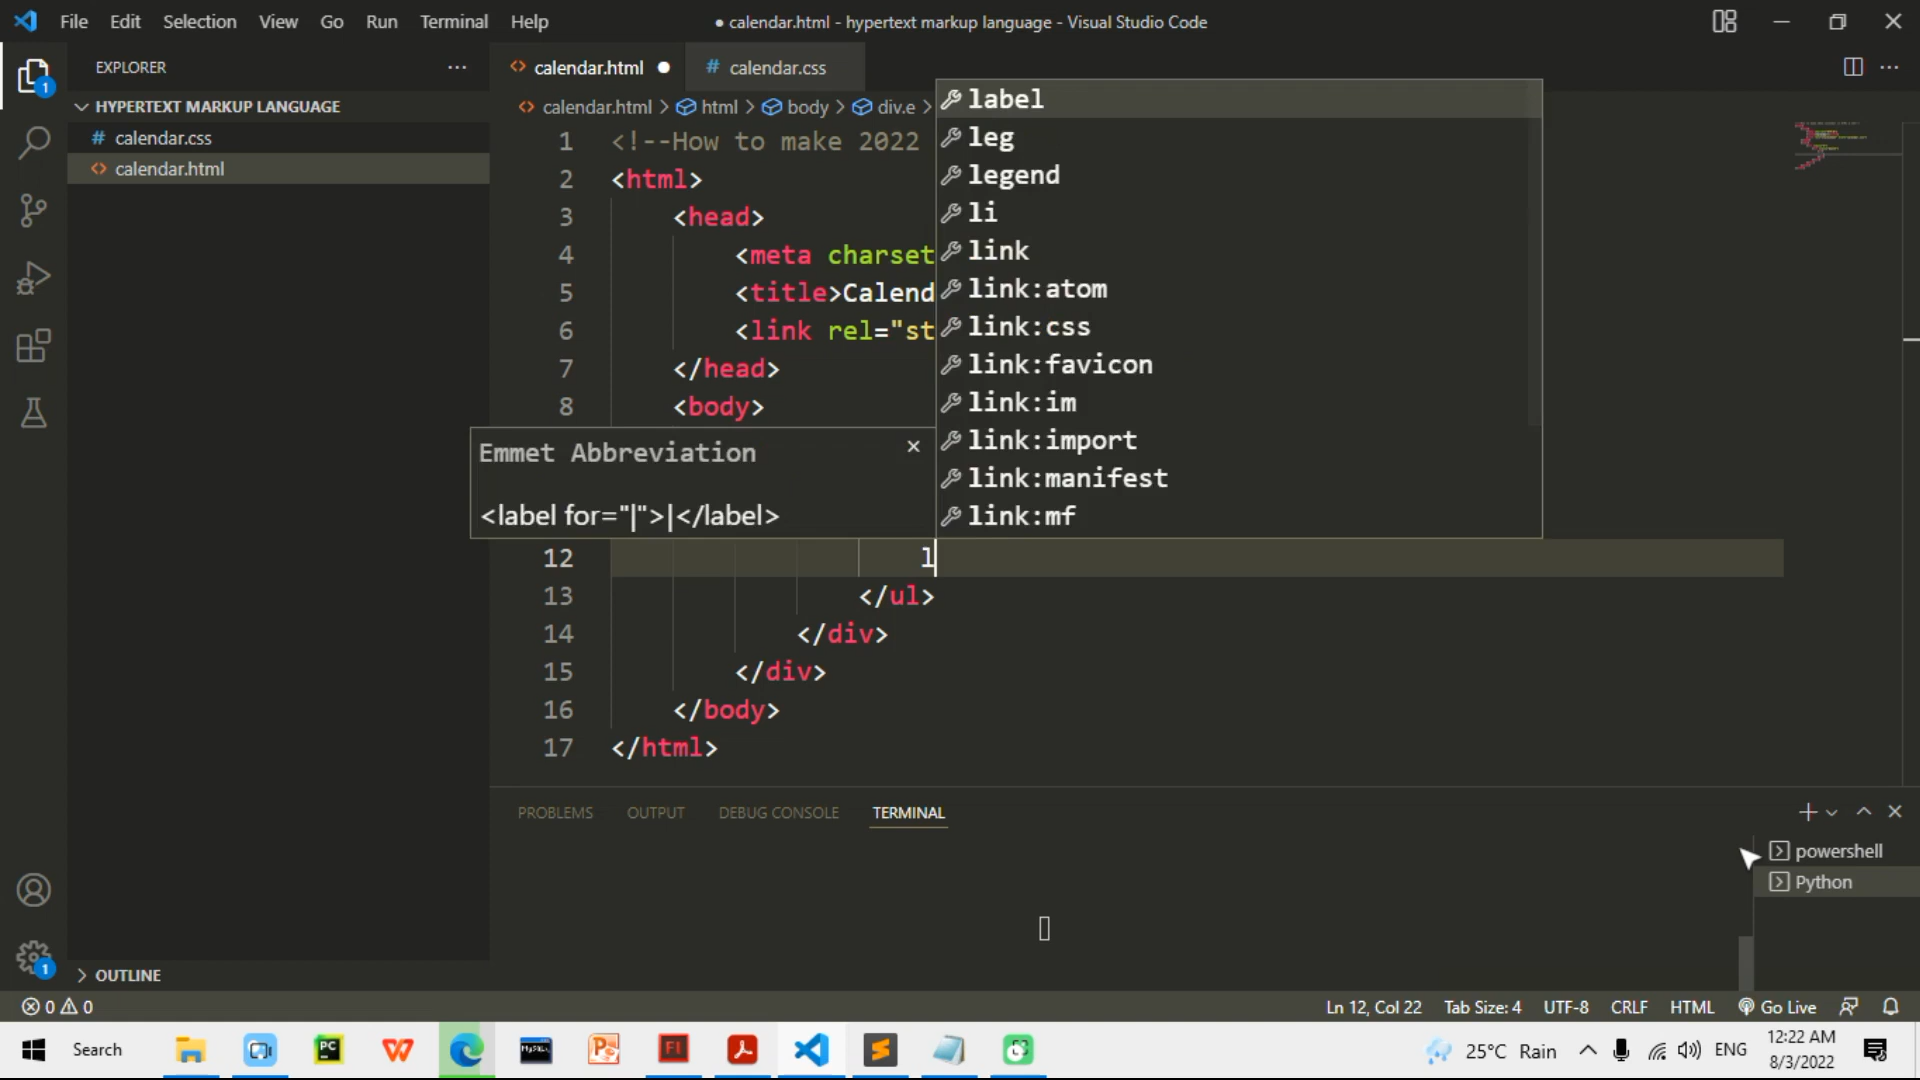 File Edit Selection View Go Run Terminal Help
● calendar.html - hypertext markup language - Visual Studio Code
EXPLORER
HYPERTEXT MARKUP LANGUAGE
# calendar.css
<> calendar.html
1
<> calendar.html ●
# calendar.css
<> calendar.html > html > body > div.e >
1 <!--How to make 2022
2 <html>
3 <head>
4 <meta charset
5 <title>Calend
6 <link rel="st
7 </head>
8 <body>
label
leg
legend
li
link
link:atom
link:css
link:favicon
link:im
link:import
link:manifest
link:mf
Emmet Abbreviation
<label for="|">|</label>
12 l
13 </ul>
14 </div>
15 </div>
16 </body>
17 </html>
PROBLEMS OUTPUT DEBUG CONSOLE TERMINAL
powershell
Python
1
OUTLINE
0 0
Ln 12, Col 22 Tab Size: 4 UTF-8 CRLF HTML Go Live
Search
PC
MySQL
Fl
25°C Rain
ENG
12:22 AM
8/3/2022